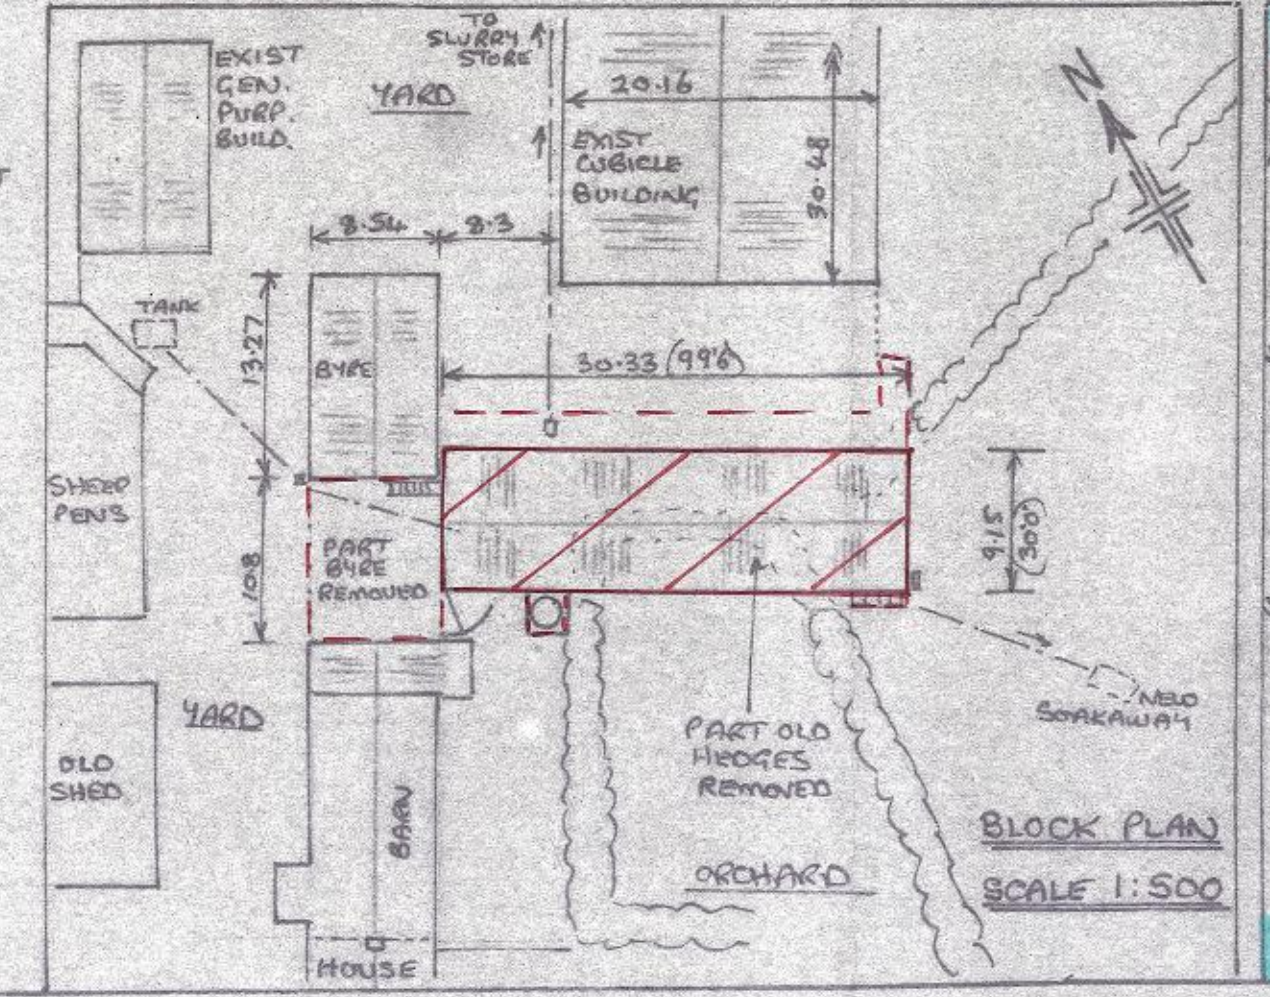 TO
SLURRY
STORE
EXIST
GEN.
PURP.
BUILD.
YARD
20.16
EXIST
CUBICLE
BUILDING
30.48
N
8.54
8.3
TANK
13.27
BYRE
30.33 (99'6)
SHEEP
PENS
10.8
PART
BYRE
REMOVED
9.15
(30'0)
NEW
SOAKAWAY
YARD
PART OLD
HEDGES
REMOVED
OLD
SHED
BARN
ORCHARD
BLOCK PLAN
SCALE 1:500
HOUSE